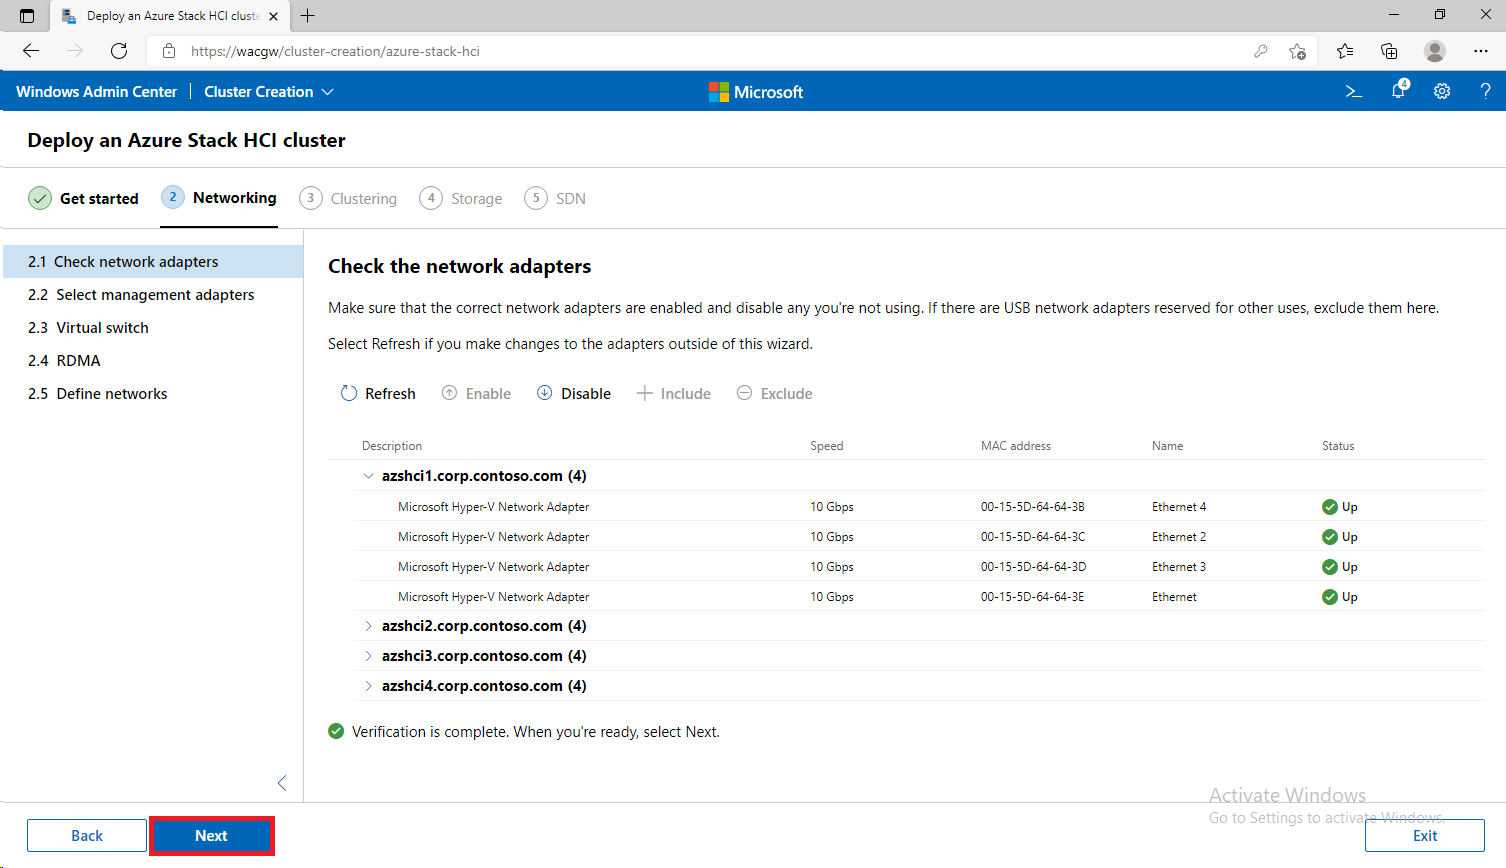 Deploy an Azure Stack HCI cluste
https://wacgw/cluster-creation/azure-stack-hci
Windows Admin Center
Cluster Creation
Microsoft
4
?
Deploy an Azure Stack HCI cluster
Get started
2 Networking
3 Clustering
4 Storage
5 SDN
2.1 Check network adapters
2.2 Select management adapters
2.3 Virtual switch
2.4 RDMA
2.5 Define networks
Check the network adapters
Make sure that the correct network adapters are enabled and disable any you're not using. If there are USB network adapters reserved for other uses, exclude them here.
Select Refresh if you make changes to the adapters outside of this wizard.
Refresh Enable Disable Include Exclude
Description Speed MAC address Name Status
azshci1.corp.contoso.com (4)
Microsoft Hyper-V Network Adapter 10 Gbps 00-15-5D-64-64-3B Ethernet 4 Up
Microsoft Hyper-V Network Adapter 10 Gbps 00-15-5D-64-64-3C Ethernet 2 Up
Microsoft Hyper-V Network Adapter 10 Gbps 00-15-5D-64-64-3D Ethernet 3 Up
Microsoft Hyper-V Network Adapter 10 Gbps 00-15-5D-64-64-3E Ethernet Up
azshci2.corp.contoso.com (4)
azshci3.corp.contoso.com (4)
azshci4.corp.contoso.com (4)
Verification is complete. When you're ready, select Next.
Activate Windows
Go to Settings to activate Windows.
Back
Next
Exit